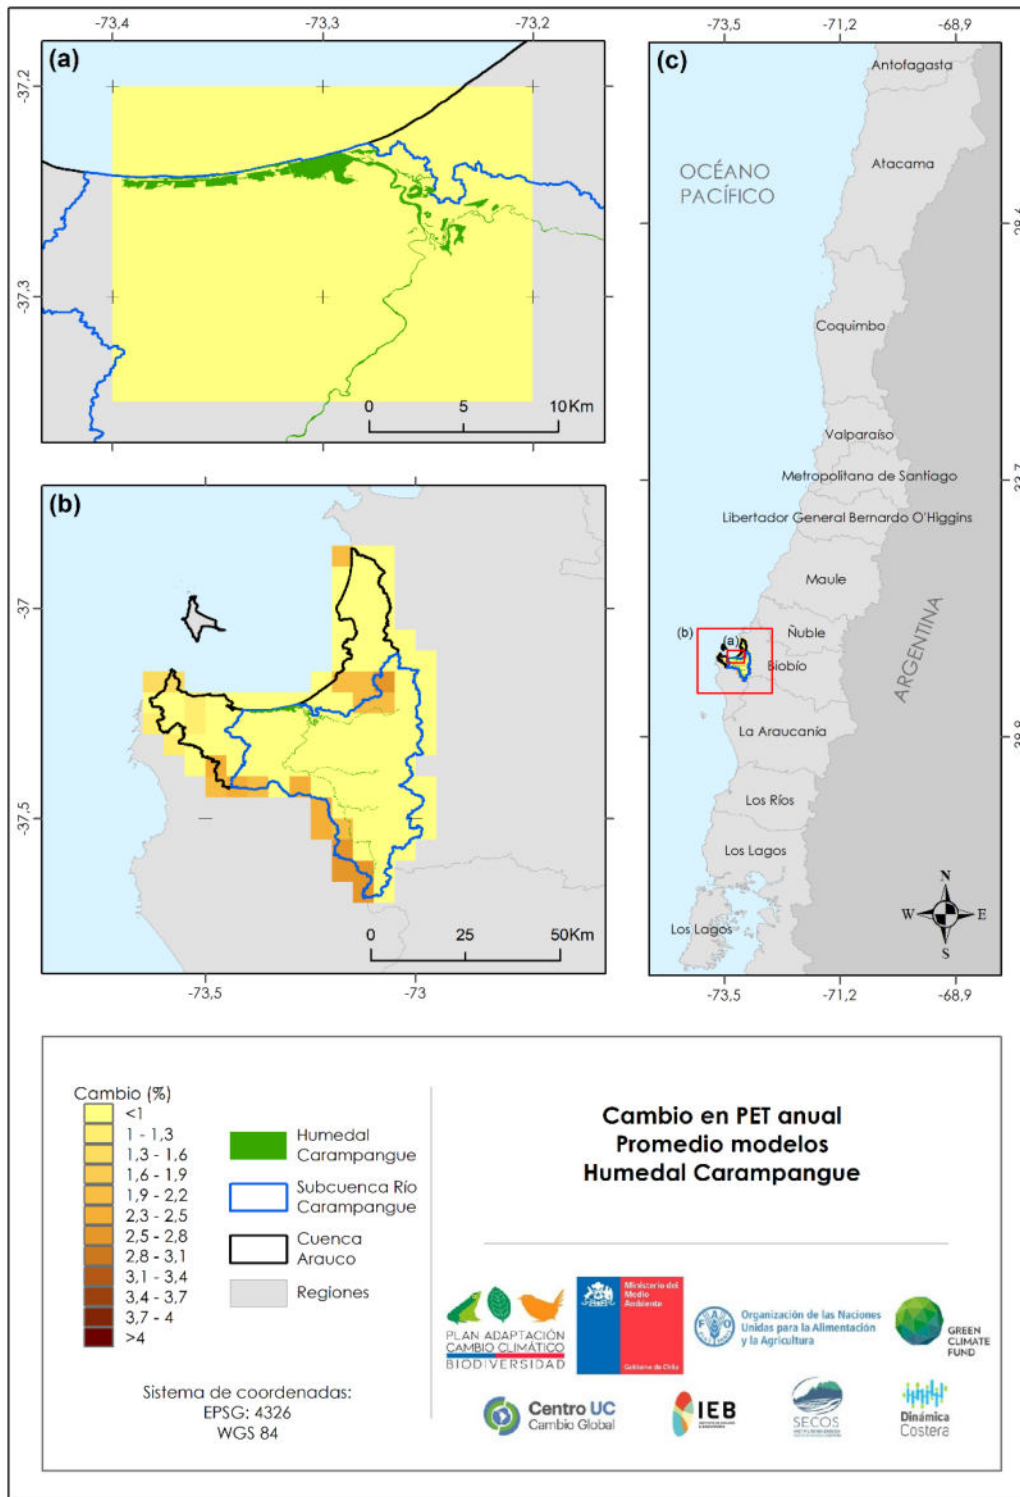 -73,4
-73,3
-73,2
-73,5
-71,2
-68,9
(a)
-37,2
-37,3
0
5
10Km
-73,4
-73,3
-73,2
(b)
-37
-37,5
0
25
50Km
-73,5
-73
(c)
Antofagasta
Atacama
OCÉANO
PACÍFICO
Coquimbo
Valparaíso
Metropolitana de Santiago
Libertador General Bernardo O'Higgins
Maule
Ñuble
(b)
(a)
Biobío
ARGENTINA
La Araucanía
Los Ríos
Los Lagos
Los Lagos
N
W
E
S
-73,5
-71,2
-68,9
Cambio (%)
<1
1 - 1,3
1,3 - 1,6
1,6 - 1,9
1,9 - 2,2
2,3 - 2,5
2,5 - 2,8
2,8 - 3,1
3,1 - 3,4
3,4 - 3,7
3,7 - 4
>4
Humedal
Carampangue
Subcuenca Río
Carampangue
Cuenca
Arauco
Regiones
Sistema de coordenadas:
EPSG: 4326
WGS 84
Cambio en PET anual
Promedio modelos
Humedal Carampangue
PLAN ADAPTACIÓN
CAMBIO CLIMÁTICO
BIODIVERSIDAD
Ministerio del
Medio
Ambiente
Gobierno de Chile
FAO
Organización de las Naciones
Unidas para la Alimentación
y la Agricultura
GREEN
CLIMATE
FUND
Centro UC
Cambio Global
IEB
SECOS
Dinámica
Costera